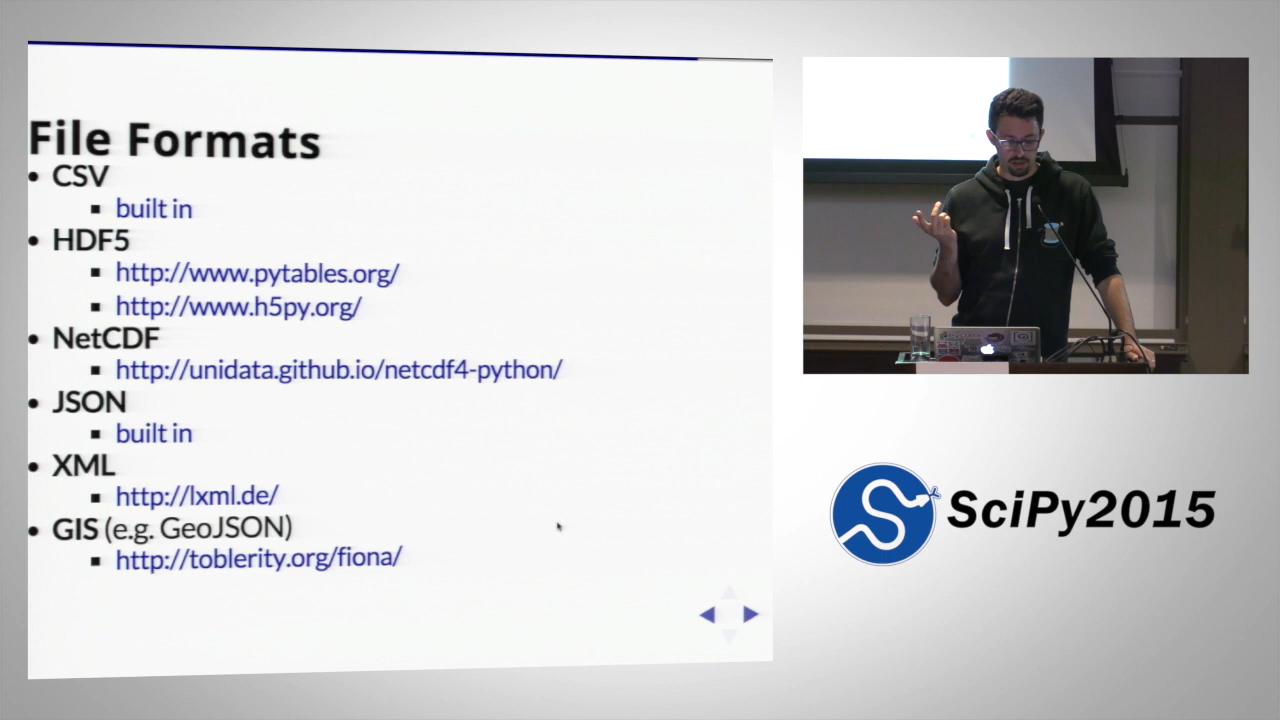 File Formats
• CSV
▪ built in
• HDF5
▪ http://www.pytables.org/
▪ http://www.h5py.org/
• NetCDF
▪ http://unidata.github.io/netcdf4-python/
• JSON
▪ built in
• XML
▪ http://lxml.de/
• GIS (e.g. GeoJSON)
▪ http://toblerity.org/fiona/
SciPy2015